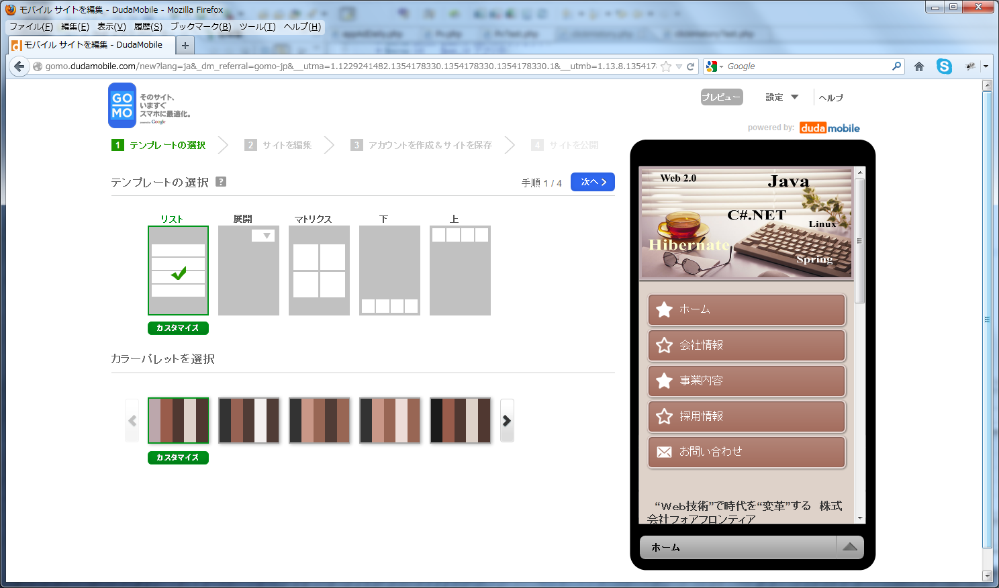 モバイル サイトを編集 - DudaMobile - Mozilla Firefox
ファイル(F) 編集(E) 表示(V) 履歴(S) ブックマーク(B) ツール(T) ヘルプ(H)
モバイル サイトを編集 - DudaMobile
gomo.dudamobile.com/new?lang=ja&_dm_referral=gomo-jp&__utma=1.1229241482.1354178330.1354178330.1354178330.1&__utmb=1.13.8.135417
Google
GO
MO
そのサイト、
いますぐ
スマホに最適化。
Google
プレビュー 設定 ヘルプ
powered by: dudamobile
1 テンプレートの選択 2 サイトを編集 3 アカウントを作成&サイトを保存 4 サイトを公開
テンプレートの選択 ? 手順 1 / 4 次へ
リスト 展開 マトリクス 下 上
カスタマイズ
カラーパレットを選択
カスタマイズ
Web 2.0
Java
C#.NET
Linux
Hibernate
Spring
ホーム
会社情報
事業内容
採用情報
お問い合わせ
“Web技術”で時代を“変革”する 株式
会社フォアフロンティア
ホーム